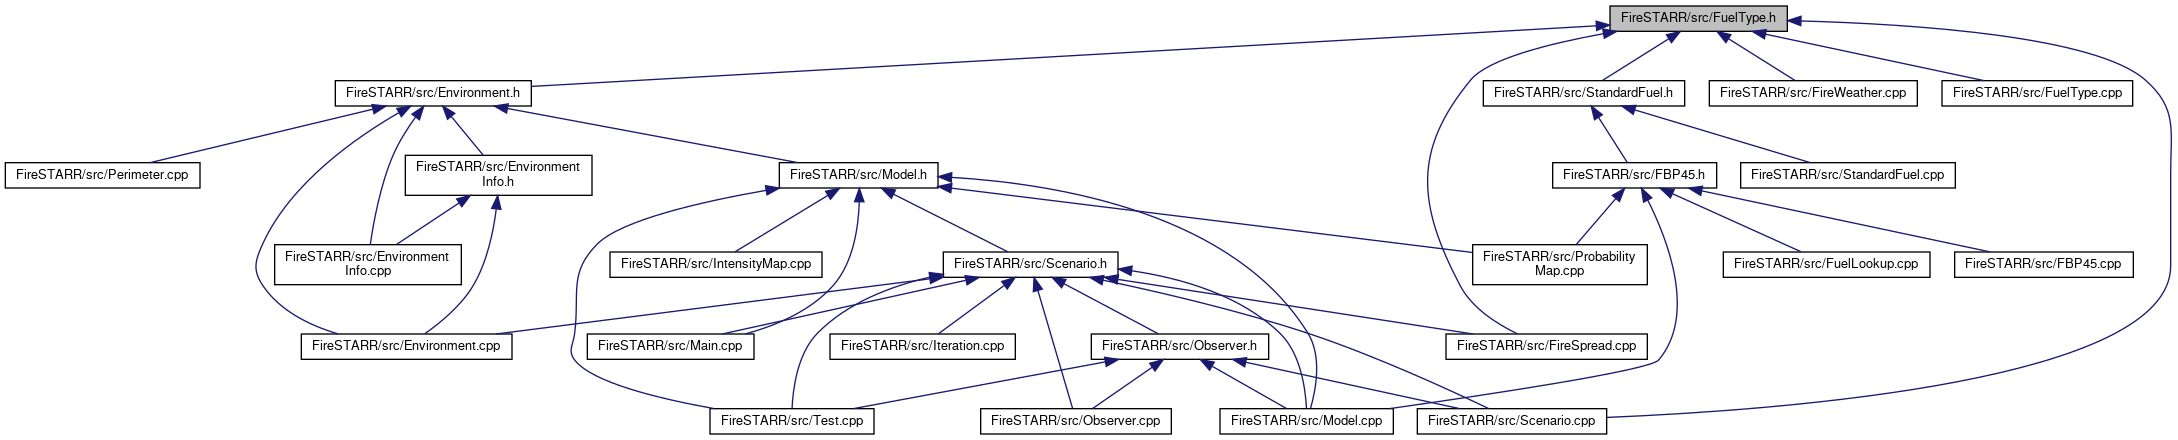 FireSTARR/src/FuelType.h
FireSTARR/src/Environment.h
FireSTARR/src/StandardFuel.h
FireSTARR/src/FireWeather.cpp
FireSTARR/src/FuelType.cpp
FireSTARR/src/Perimeter.cpp
FireSTARR/src/Environment
Info.h
FireSTARR/src/Model.h
FireSTARR/src/FBP45.h
FireSTARR/src/StandardFuel.cpp
FireSTARR/src/Environment
Info.cpp
FireSTARR/src/IntensityMap.cpp
FireSTARR/src/Scenario.h
FireSTARR/src/Probability
Map.cpp
FireSTARR/src/FuelLookup.cpp
FireSTARR/src/FBP45.cpp
FireSTARR/src/Environment.cpp
FireSTARR/src/Main.cpp
FireSTARR/src/Iteration.cpp
FireSTARR/src/Observer.h
FireSTARR/src/FireSpread.cpp
FireSTARR/src/Test.cpp
FireSTARR/src/Observer.cpp
FireSTARR/src/Model.cpp
FireSTARR/src/Scenario.cpp